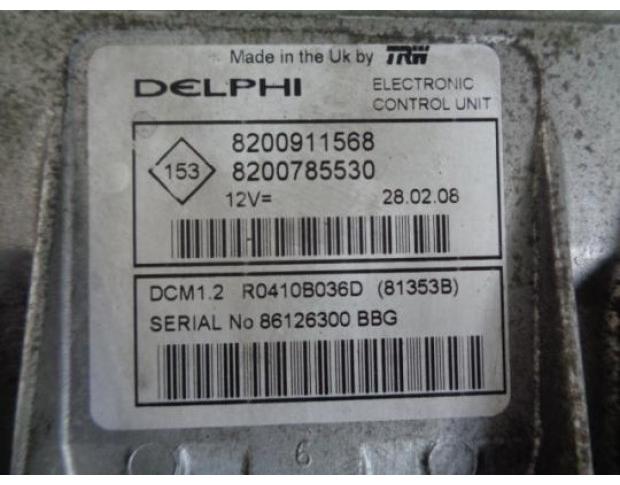 Made in the Uk by TRW
DELPHI
ELECTRONIC
CONTROL UNIT
8200911568
153
8200785530
12V=
28.02.08
DCM1.2 R0410B036D (81353B)
SERIAL No 86126300 BBG
6